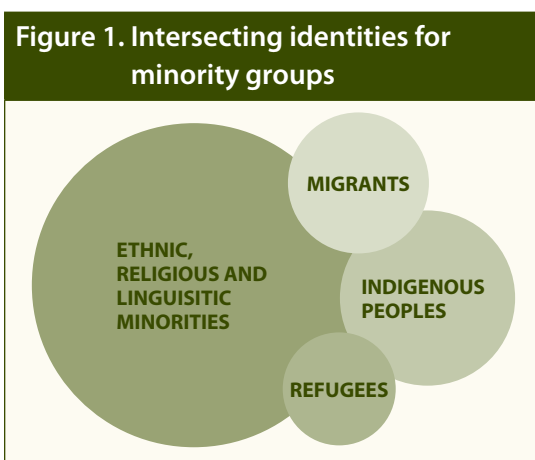 Figure 1. Intersecting identities for
minority groups
MIGRANTS
ETHNIC,
RELIGIOUS AND
LINGUISITIC
MINORITIES
INDIGENOUS
PEOPLES
REFUGEES